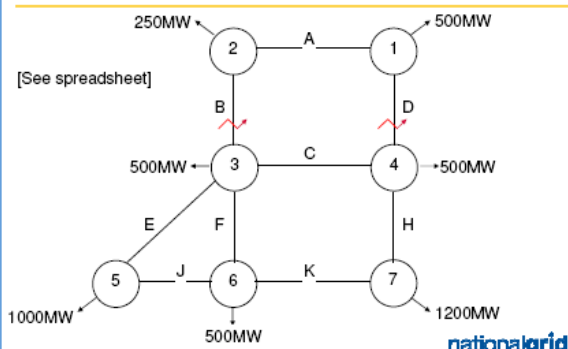 250MW
500MW
2
A
1
[See spreadsheet]
B
D
500MW
3
C
4
500MW
E
F
H
5
J
6
K
7
1000MW
500MW
1200MW
nationalgrid